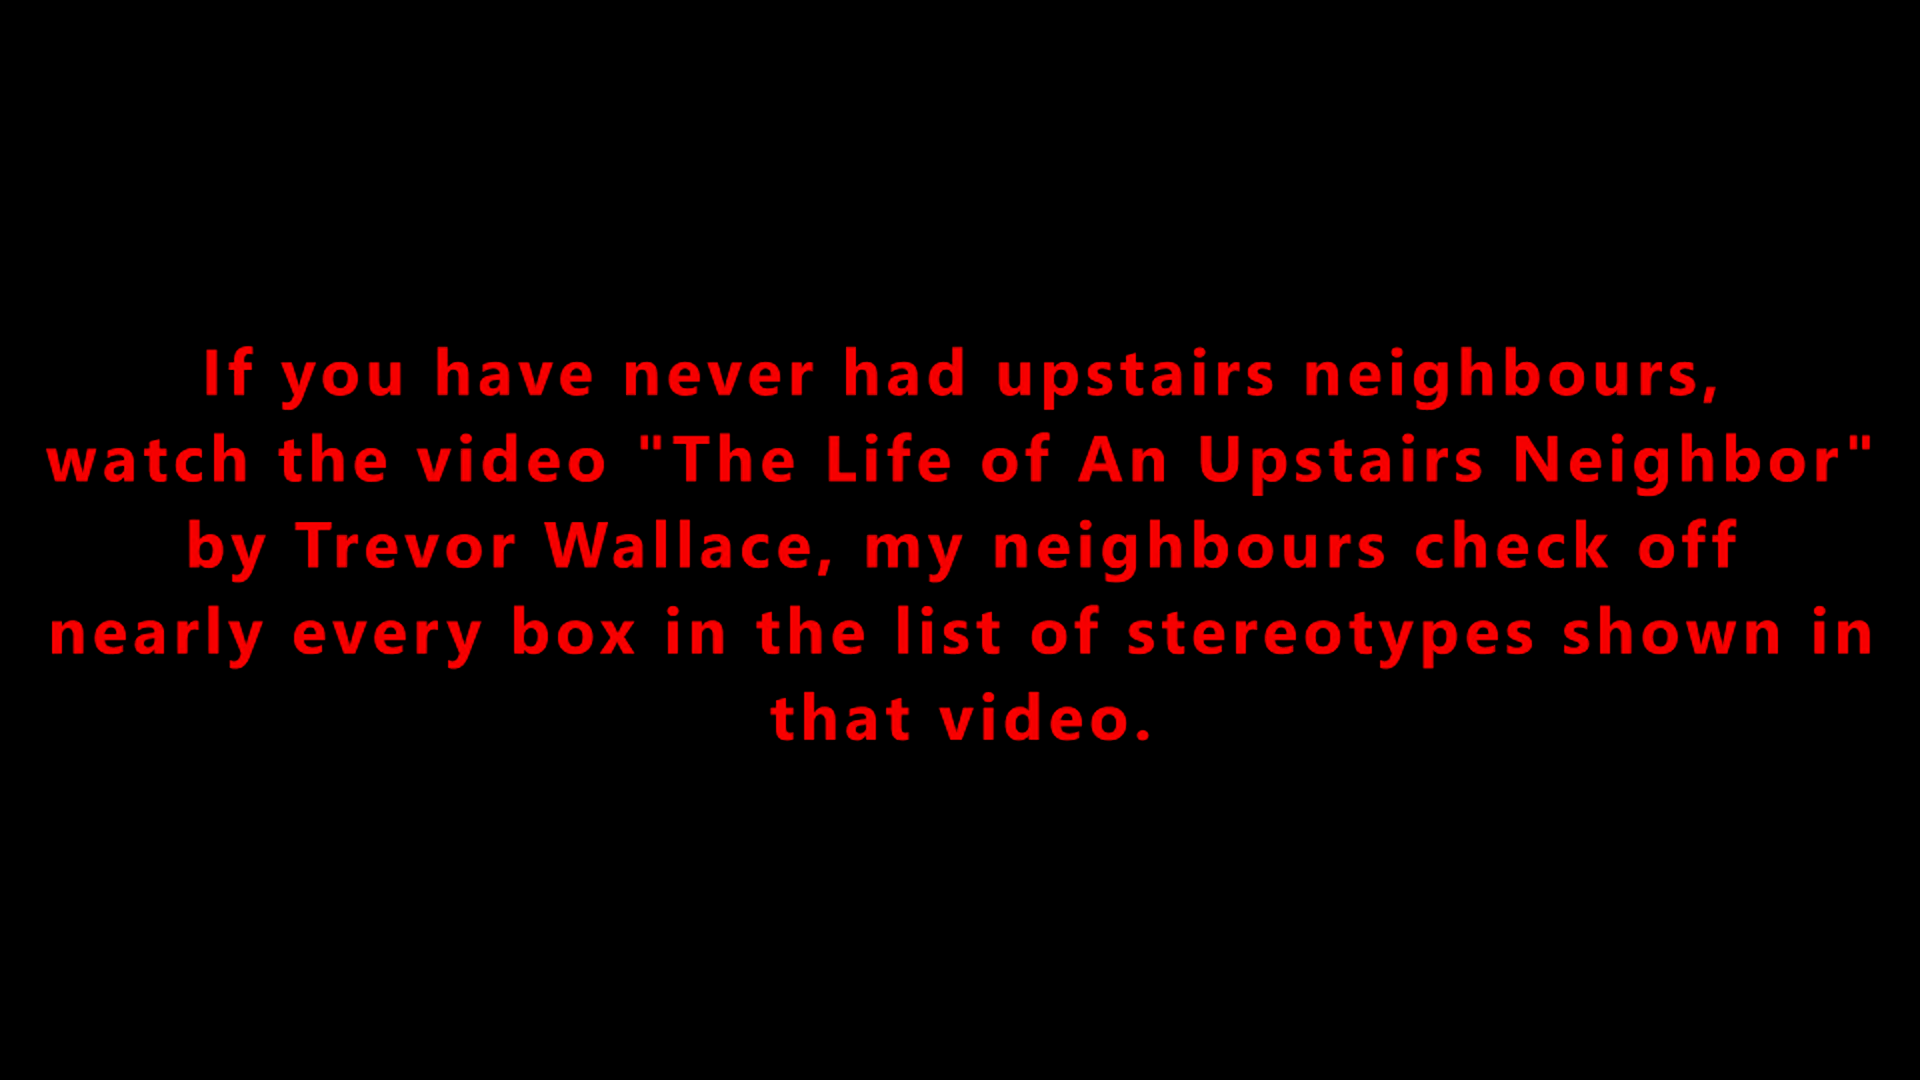 If you have never had upstairs neighbours,
watch the video "The Life of An Upstairs Neighbor"
by Trevor Wallace, my neighbours check off
nearly every box in the list of stereotypes shown in
that video.